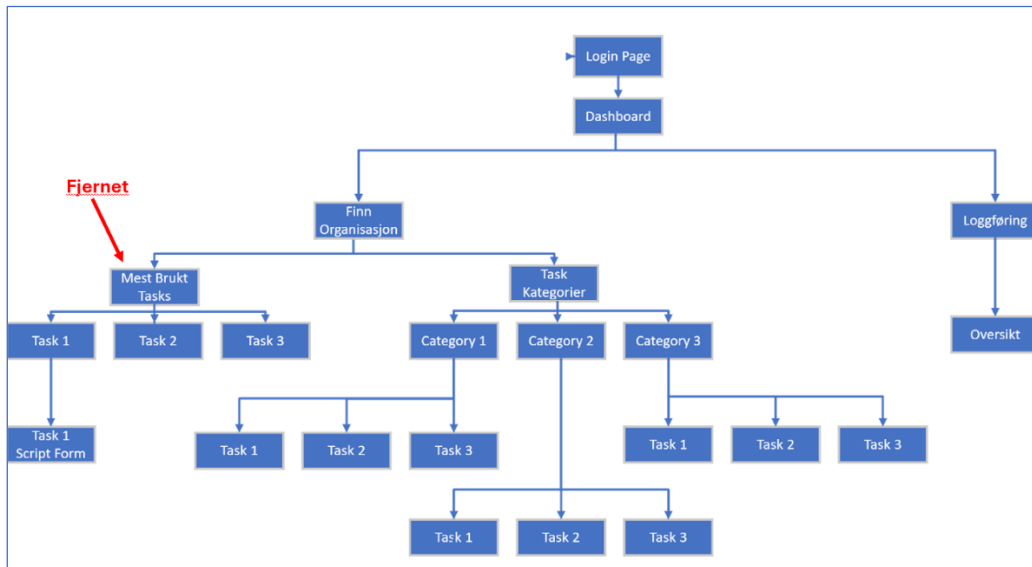 Login Page
Dashboard
Fjernet
Finn
Organisasjon
Loggføring
Mest Brukt
Tasks
Task
Kategorier
Task 1
Task 2
Task 3
Category 1
Category 2
Category 3
Oversikt
Task 1
Script Form
Task 1
Task 2
Task 3
Task 1
Task 2
Task 3
Task 1
Task 2
Task 3